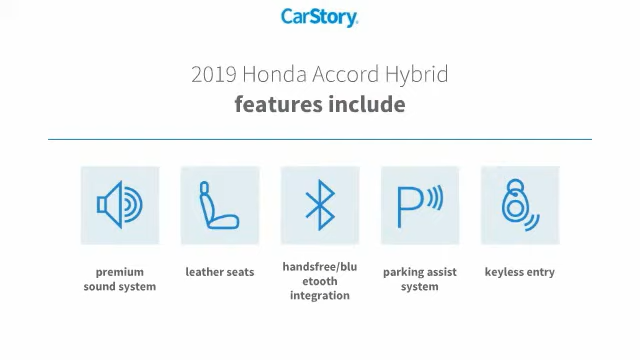 CarStory
2019 Honda Accord Hybrid
features include
premium
sound system
leather seats
handsfree/blu
etooth
integration
parking assist
system
keyless entry